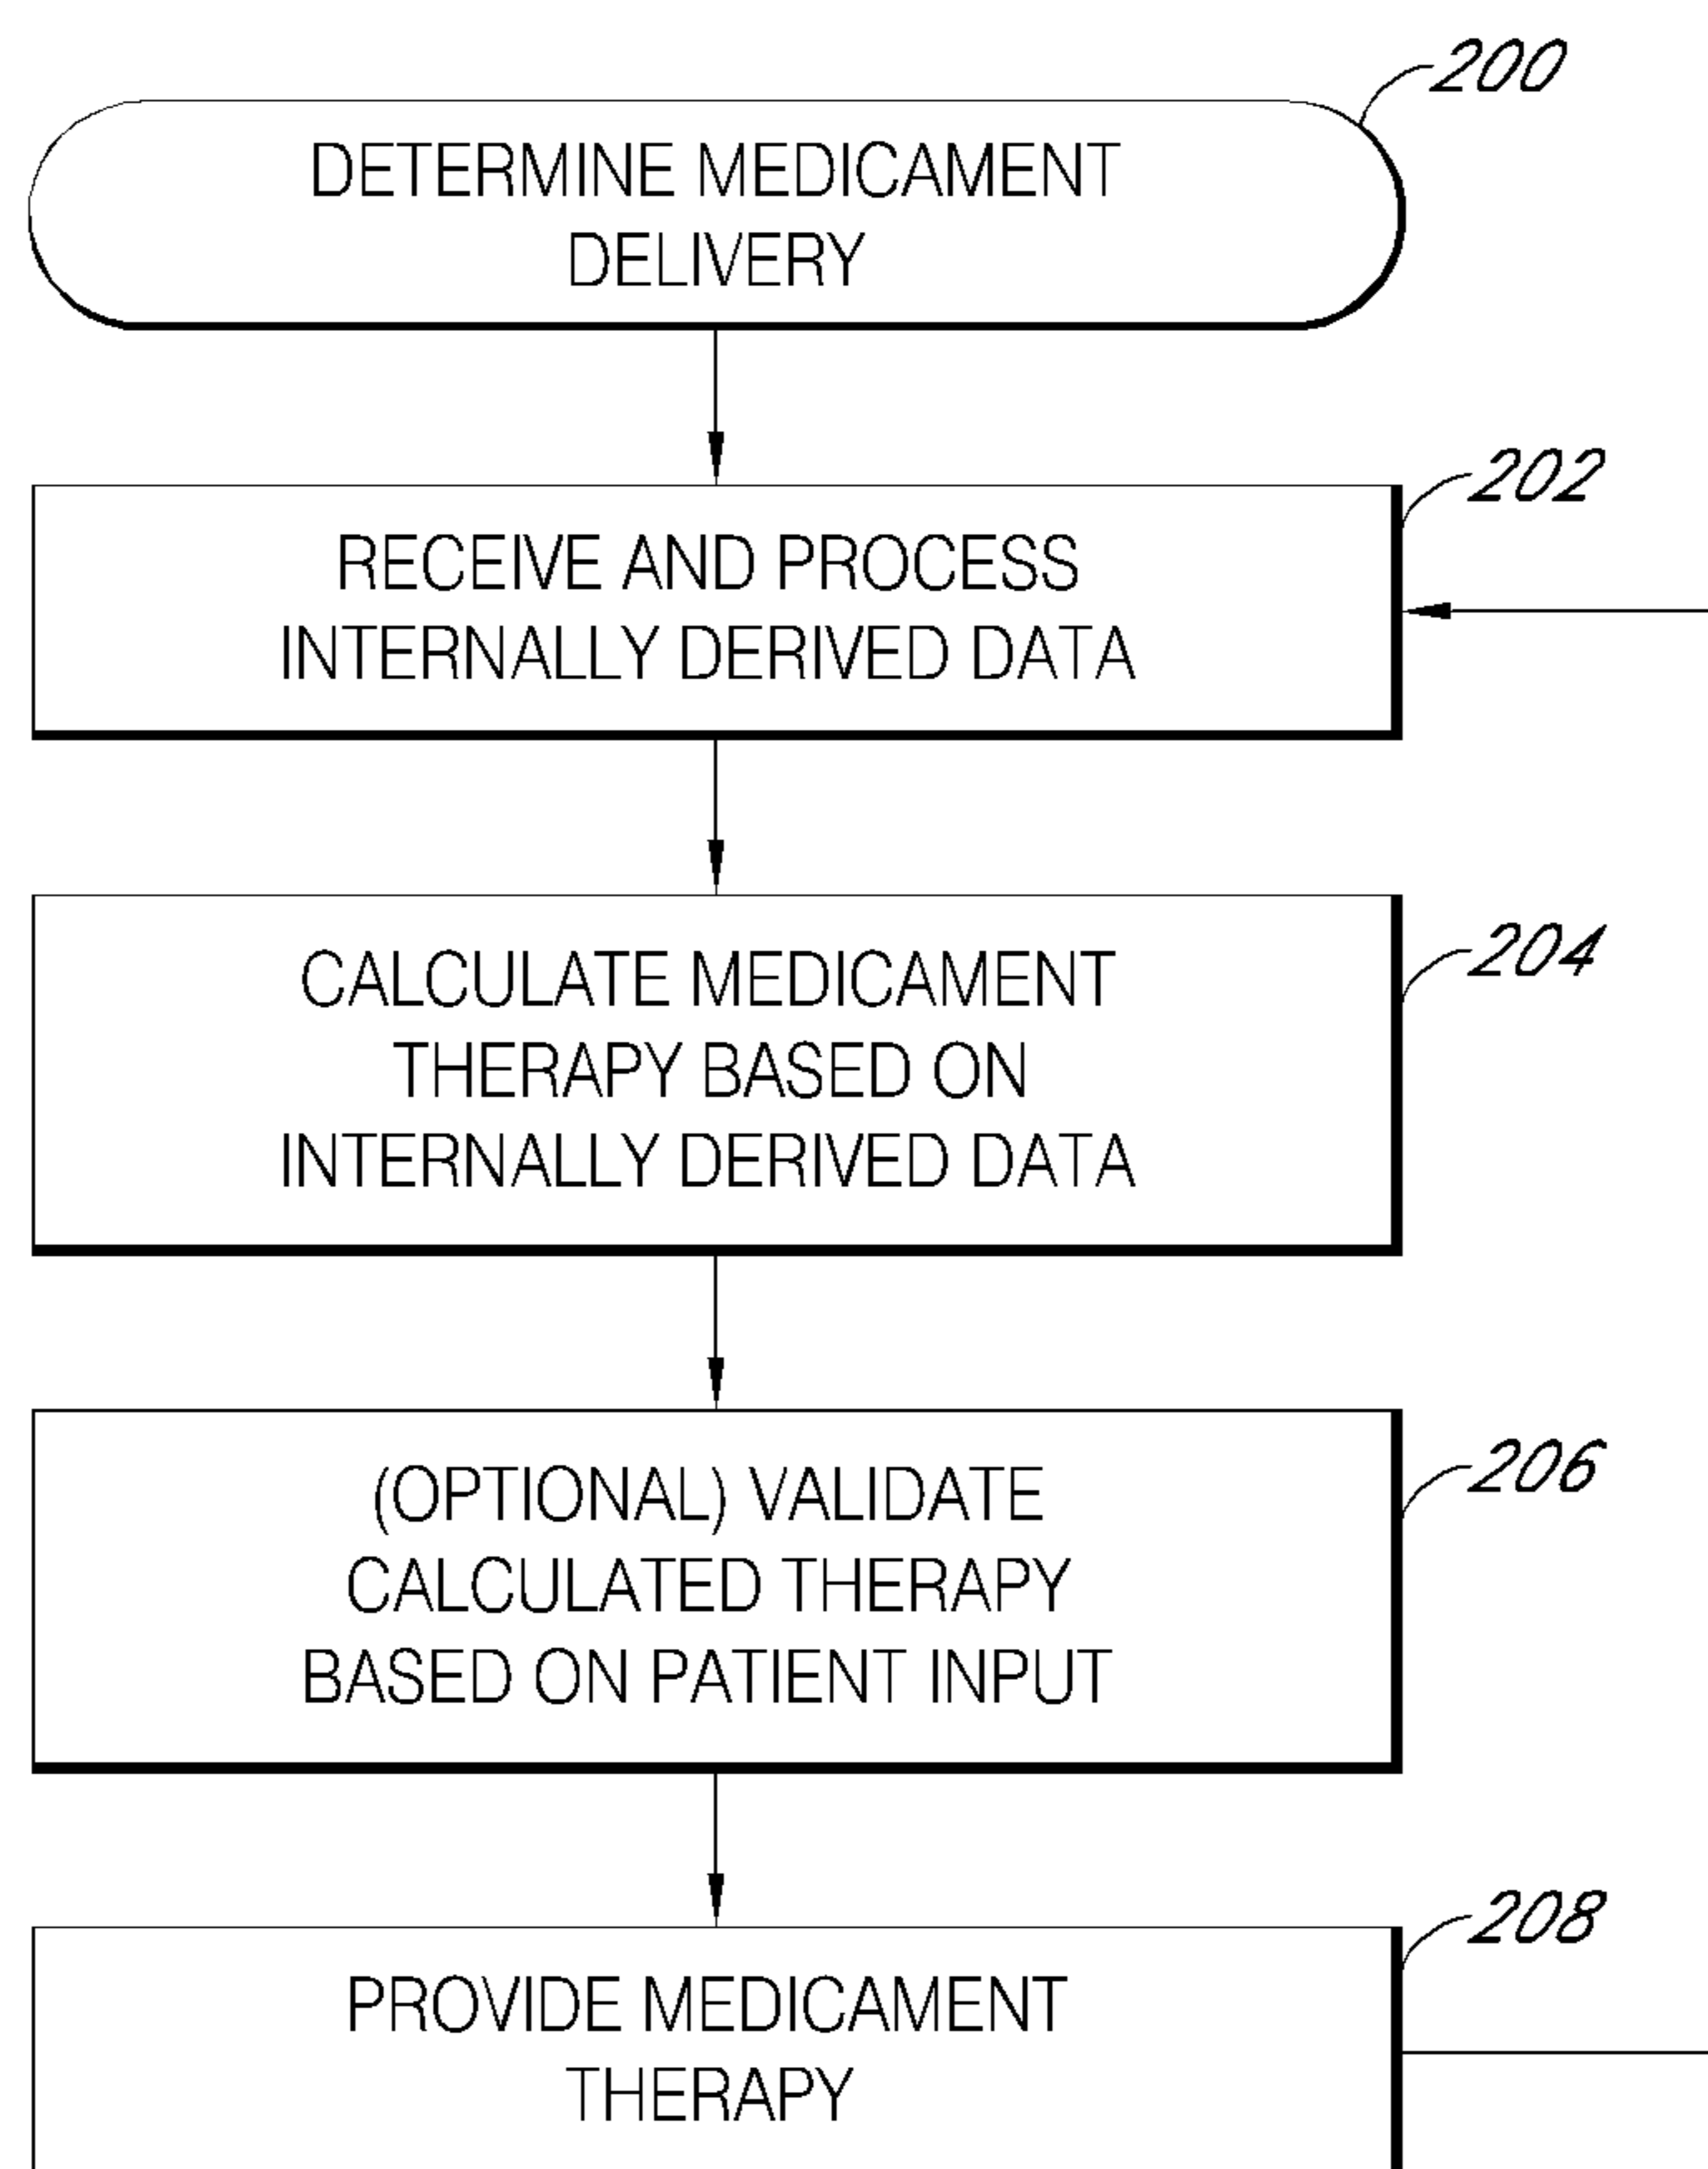 200
DETERMINE MEDICAMENT
DELIVERY
202
RECEIVE AND PROCESS
INTERNALLY DERIVED DATA
204
CALCULATE MEDICAMENT
THERAPY BASED ON
INTERNALLY DERIVED DATA
206
(OPTIONAL) VALIDATE
CALCULATED THERAPY
BASED ON PATIENT INPUT
208
PROVIDE MEDICAMENT
THERAPY